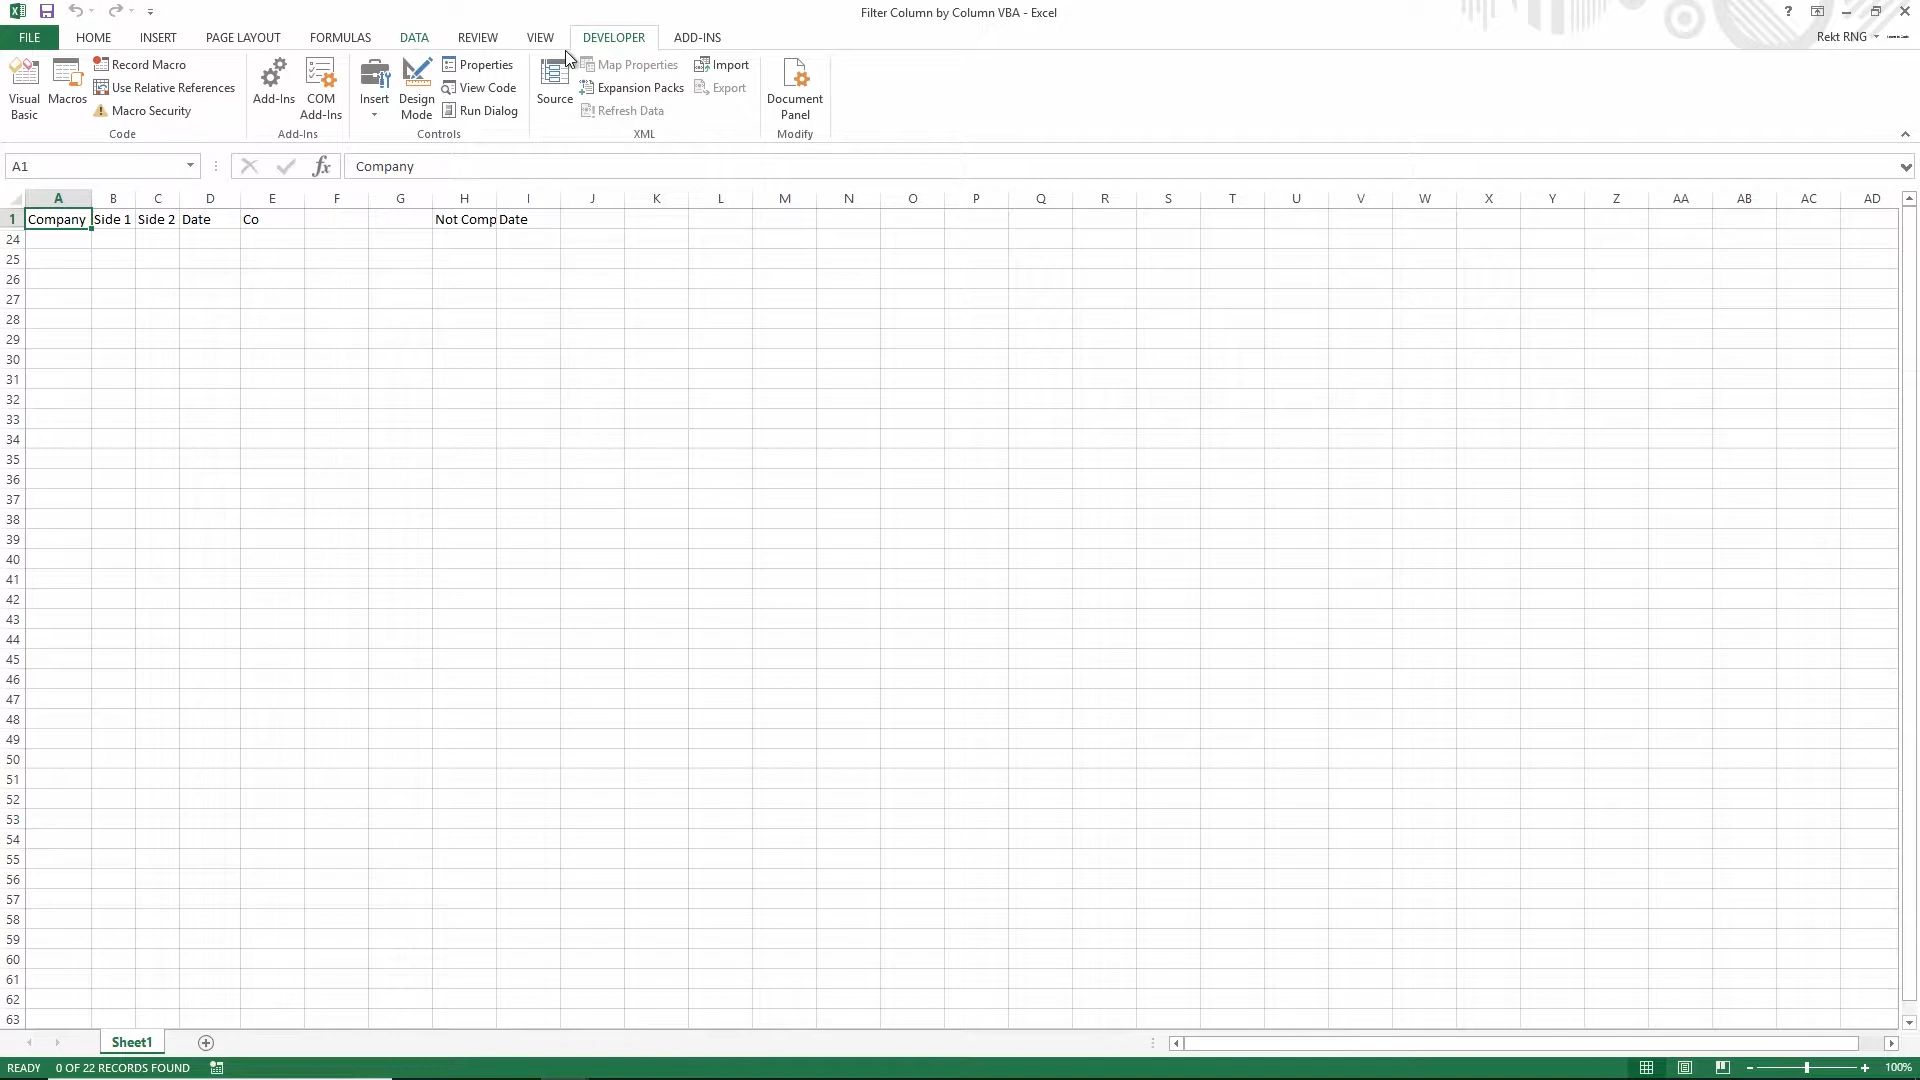 Filter Column by Column VBA - Excel
?
FILE HOME INSERT PAGE LAYOUT FORMULAS DATA REVIEW VIEW DEVELOPER ADD-INS
Rekt RNG
Visual Basic
Macros
Record Macro
Use Relative References
Macro Security
Code
Add-Ins
COM Add-Ins
Add-Ins
Insert
Design Mode
Properties
View Code
Run Dialog
Controls
Source
Map Properties
Expansion Packs
Refresh Data
Import
Export
XML
Document Panel
Modify
A1
fx
Company
A B C D E F G H I J K L M N O P Q R S T U V W X Y Z AA AB AC AD
1 Company Side 1 Side 2 Date Co Not Comp Date
24
25
26
27
28
29
30
31
32
33
34
35
36
37
38
39
40
41
42
43
44
45
46
47
48
49
50
51
52
53
54
55
56
57
58
59
60
61
62
63
Sheet1
READY 0 OF 22 RECORDS FOUND
100%